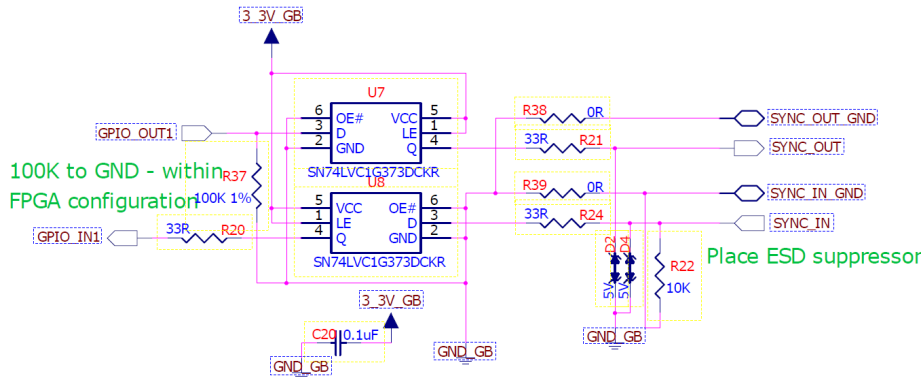 3_3V_GB
U7
6 OE# VCC 5
3 D LE 1
2 GND Q 4
SN74LVC1G373DCKR
GPIO_OUT1
R38 0R
SYNC_OUT_GND
33R R21
SYNC_OUT
100K to GND - within
FPGA configuration
R37
100K 1%
U8
5 VCC OE# 6
1 LE D 3
4 Q GND 2
SN74LVC1G373DCKR
R39 0R
SYNC_IN_GND
33R R24
SYNC_IN
GPIO_IN1
33R R20
D2
D4
5V
5V
R22
10K
Place ESD suppressor
3_3V_GB
C20 0.1uF
GND_GB
GND_GB
GND_GB